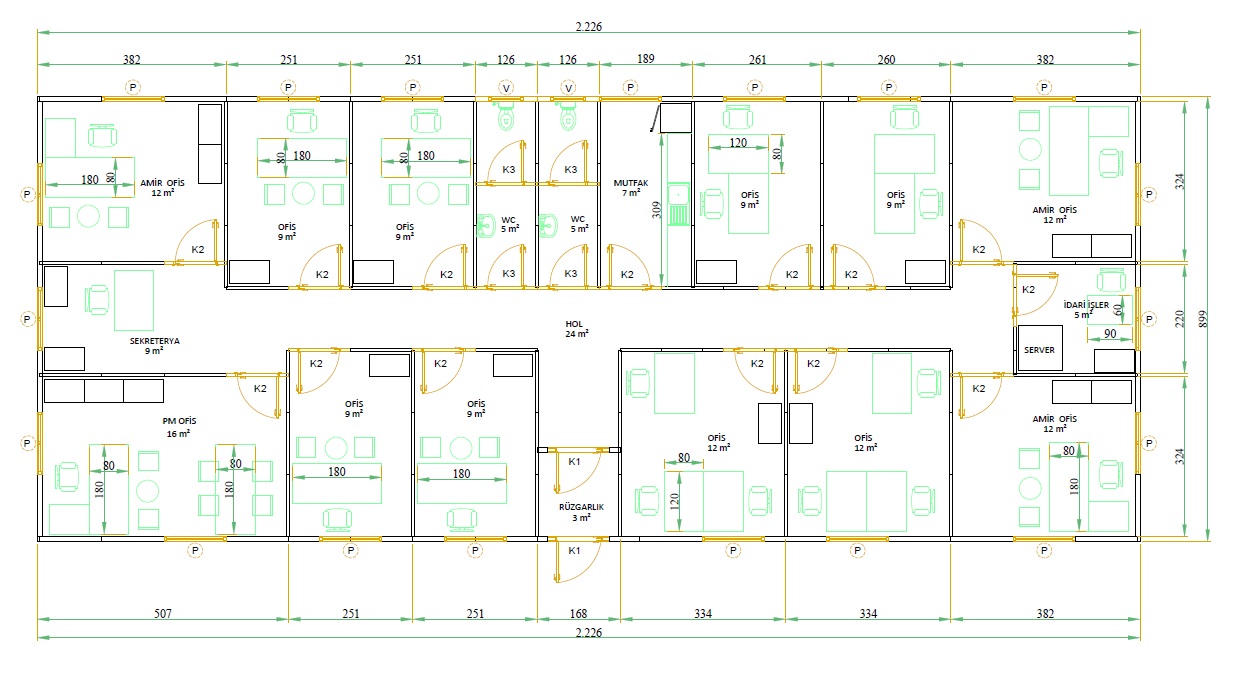 2.226
382 251 251 126 126 189 261 260 382
P P P V V P P P P
180
80
AMİR OFİS
12 m²
K2
P
180
80
OFİS
9 m²
K2
180
80
OFİS
9 m²
K2
K3
WC
5 m²
K3
K3
WC
5 m²
K3
MUTFAK
7 m²
309
K2
120
80
OFİS
9 m²
K2
OFİS
9 m²
K2
AMİR OFİS
12 m²
K2
P
324
SEKRETERYA
9 m²
P
HOL
24 m²
K2
İDARİ İŞLER
5 m²
60
90
SERVER
P
220
899
K2
PM OFİS
16 m²
80
180
80
180
P
K2
OFİS
9 m²
180
K2
OFİS
9 m²
180
K1
RÜZGARLIK
3 m²
K1
K2
OFİS
12 m²
80
120
K2
OFİS
12 m²
K2
AMİR OFİS
12 m²
80
180
P
324
P P P P P P
507 251 251 168 334 334 382
2.226